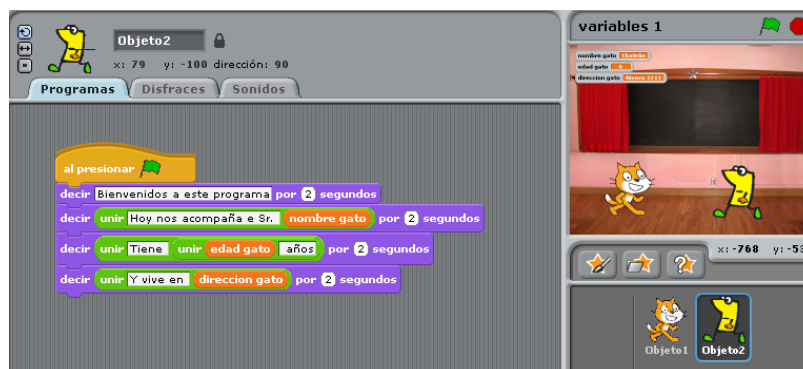 Objeto2
x: 79 y: -100 dirección: 90
Programas Disfraces Sonidos
al presionar
decir Bienvenidos a este programa por 2 segundos
decir unir Hoy nos acompaña e Sr. nombre gato por 2 segundos
decir unir Tiene unir edad gato años por 2 segundos
decir unir Y vive en direccion gato por 2 segundos
variables 1
nombre gato
edad gato
direccion gato Rivera 1211
x: -768 y: -53
Objeto1 Objeto2